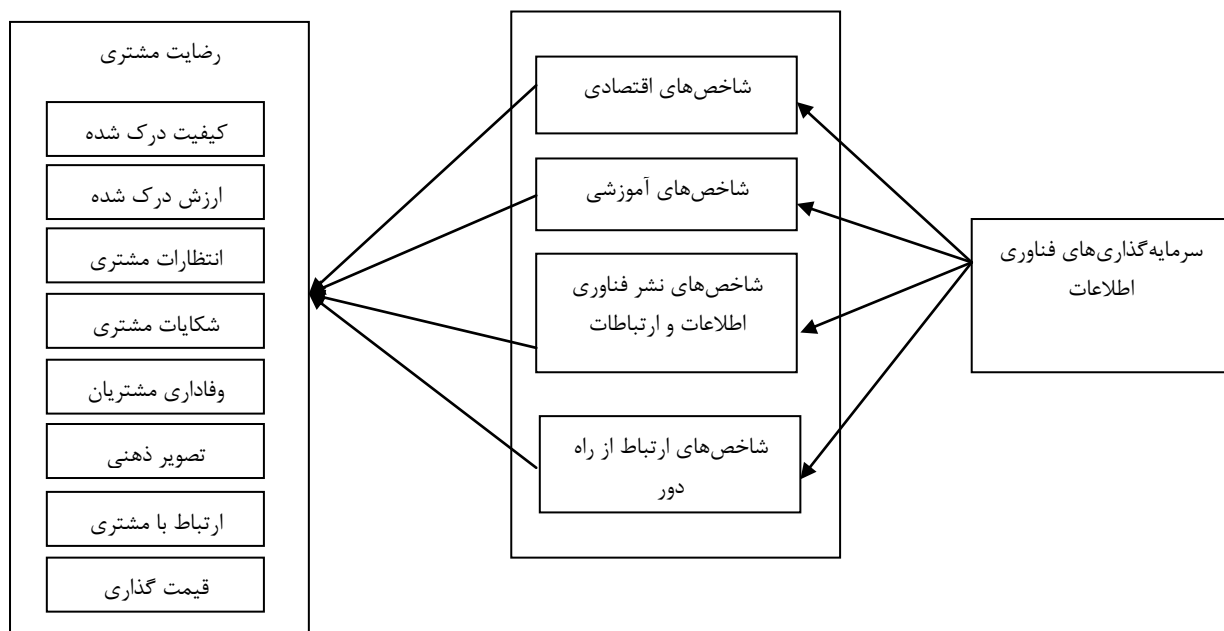 سرمایه‌گذاری‌های فناوری
اطلاعات
شاخص‌های اقتصادی
شاخص‌های آموزشی
شاخص‌های نشر فناوری
اطلاعات و ارتباطات
شاخص‌های ارتباط از راه
دور
رضایت مشتری
کیفیت درک شده
ارزش درک شده
انتظارات مشتری
شکایات مشتری
وفاداری مشتریان
تصویر ذهنی
ارتباط با مشتری
قیمت گذاری